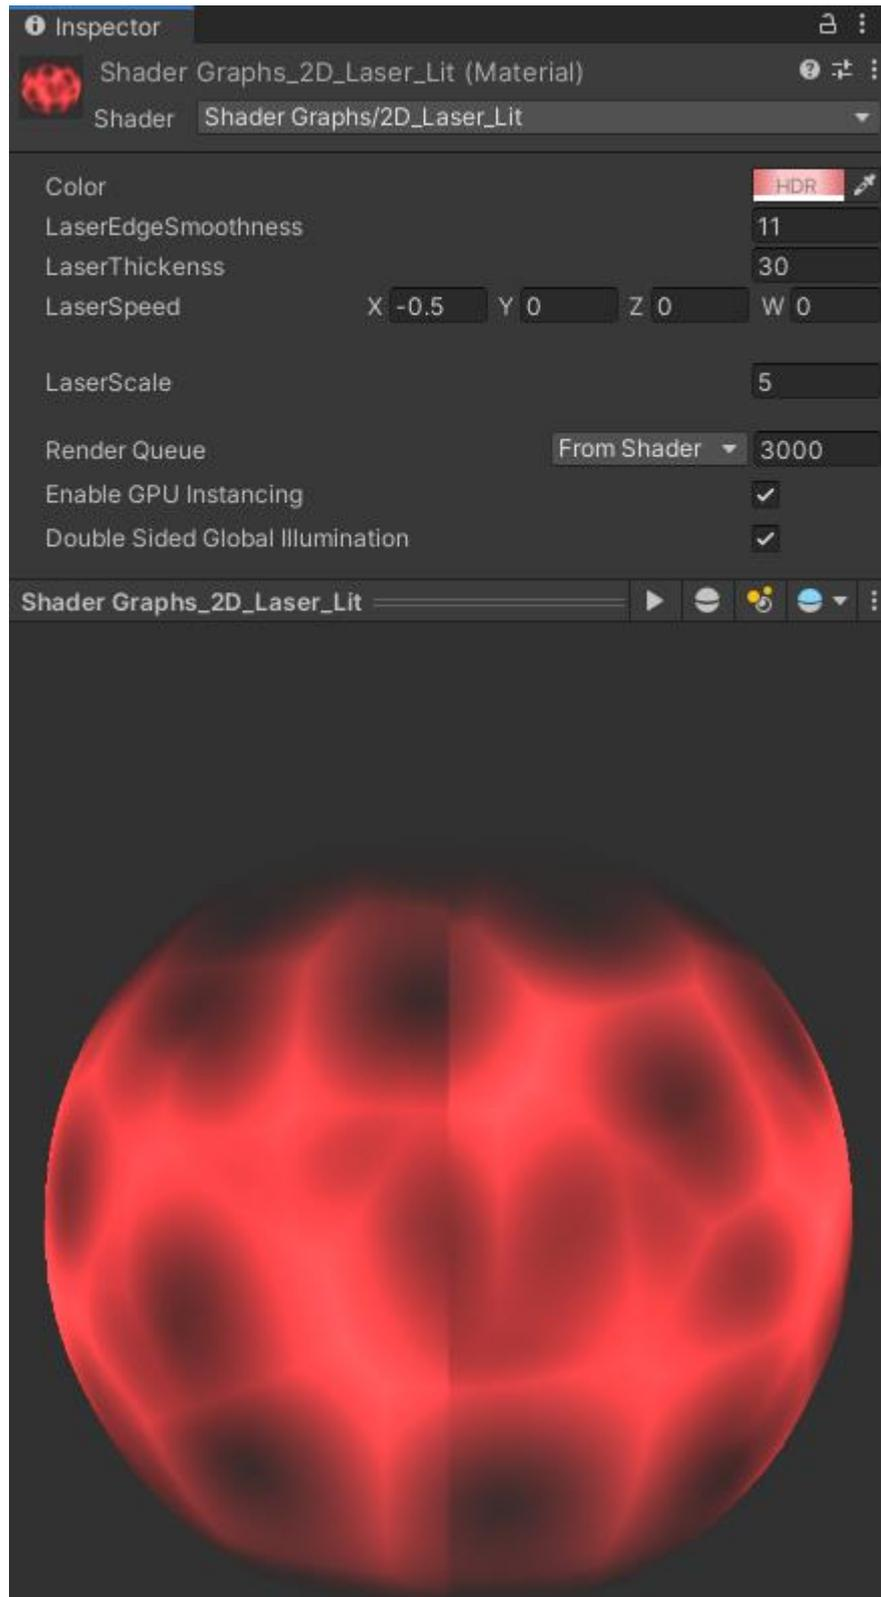 Inspector
Shader Graphs_2D_Laser_Lit (Material)
Shader Shader Graphs/2D_Laser_Lit
Color HDR
LaserEdgeSmoothness 11
LaserThickenss 30
LaserSpeed X -0.5 Y 0 Z 0 W 0
LaserScale 5
Render Queue From Shader 3000
Enable GPU Instancing
Double Sided Global Illumination
Shader Graphs_2D_Laser_Lit